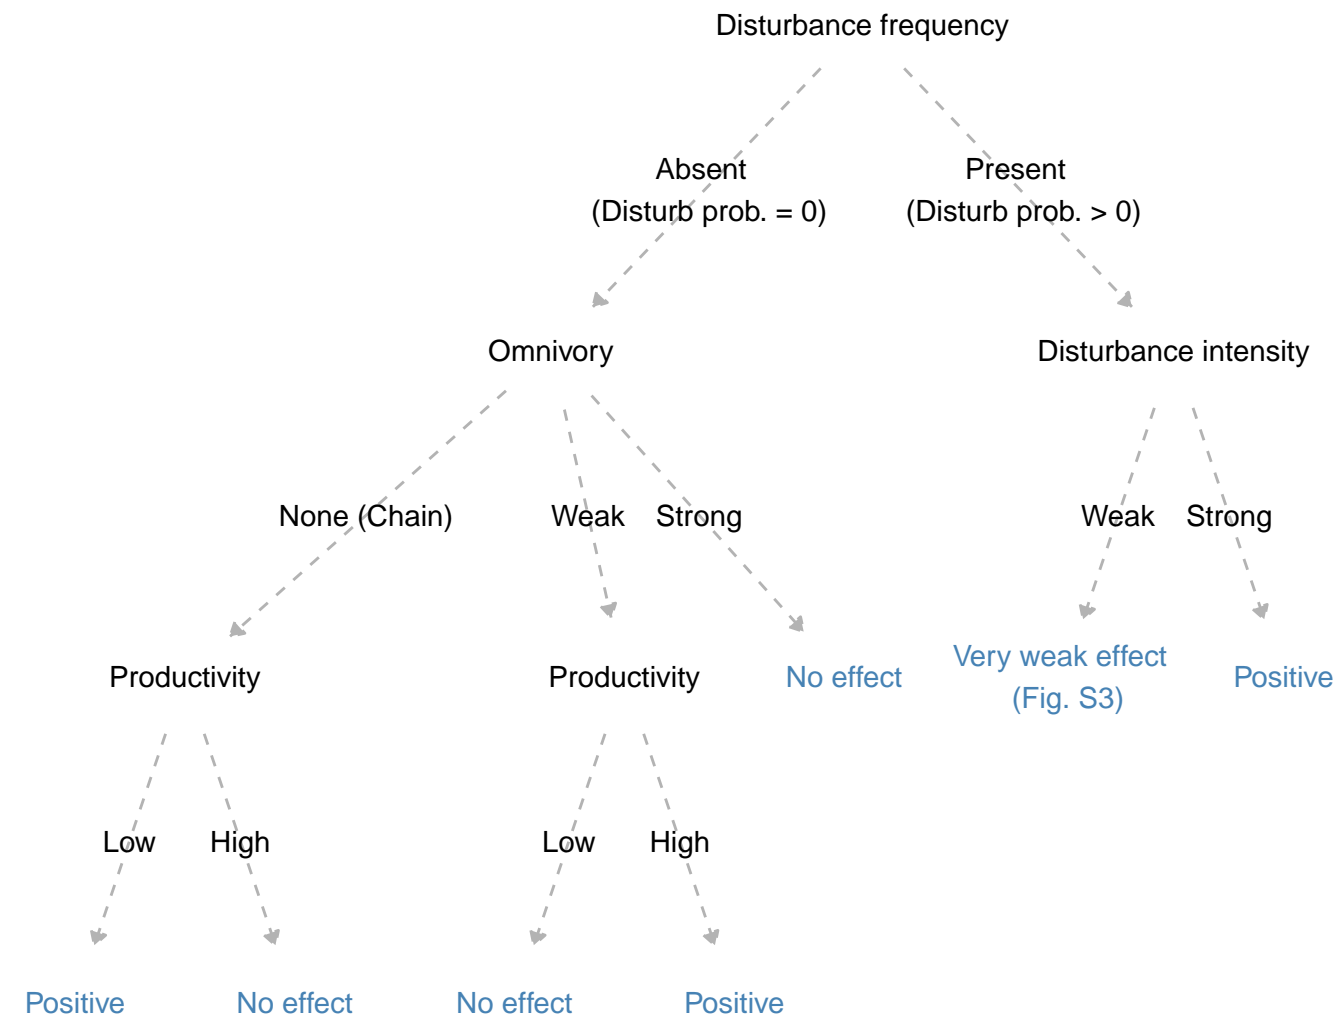 Disturbance frequency
Absent
(Disturb prob. = 0)
Present
(Disturb prob. > 0)
Omnivory
Disturbance intensity
None (Chain)
Weak
Strong
Weak
Strong
Productivity
Productivity
No effect
Very weak effect
(Fig. S3)
Positive
Low
High
Low
High
Positive
No effect
No effect
Positive